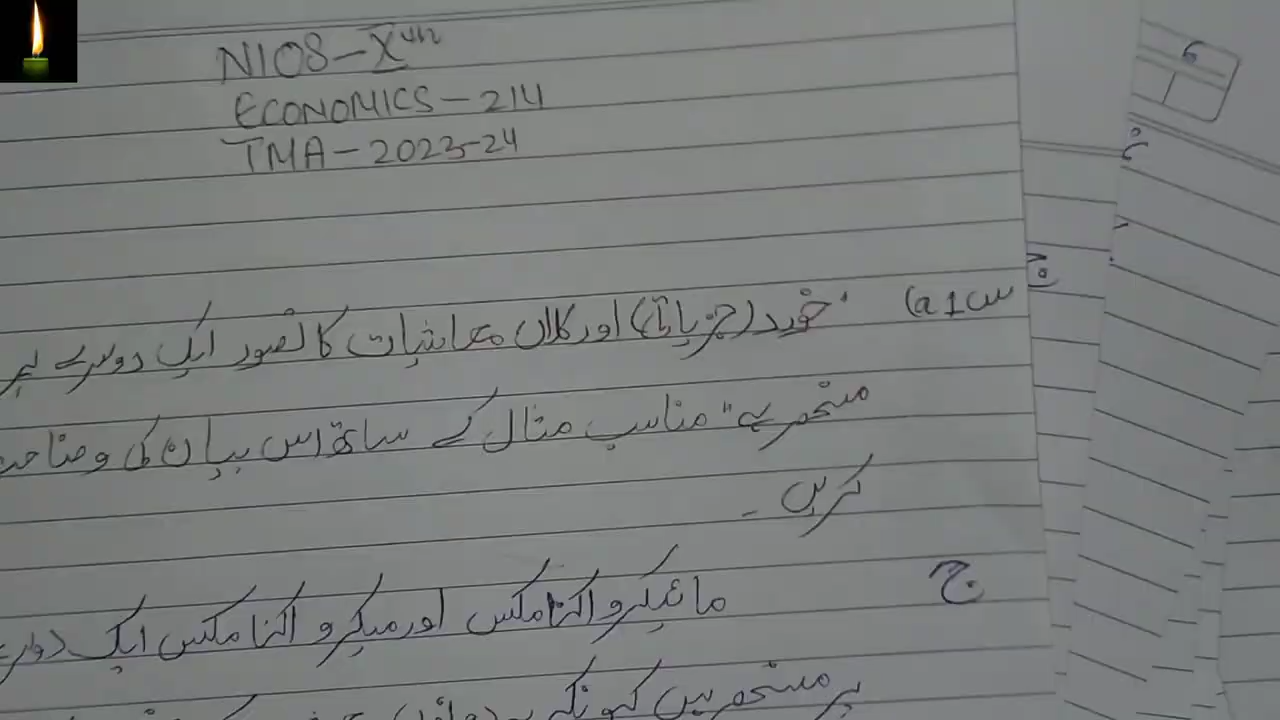 NIOS-Xth
ECONOMICS-214
TMA-2023-24
س1 a) "خورد (جزیاتی) اور کلاں معاشیات کا تصور ایک دوسرے پر
منحصر ہے" مناسب مثال کے ساتھ اس بیان کی وضاحت
کریں ۔
ج مائیکرو اکنامکس اور میکرو اکنامکس ایک دوسرے
پر منحصر ہیں کیونکہ یہ دونوں